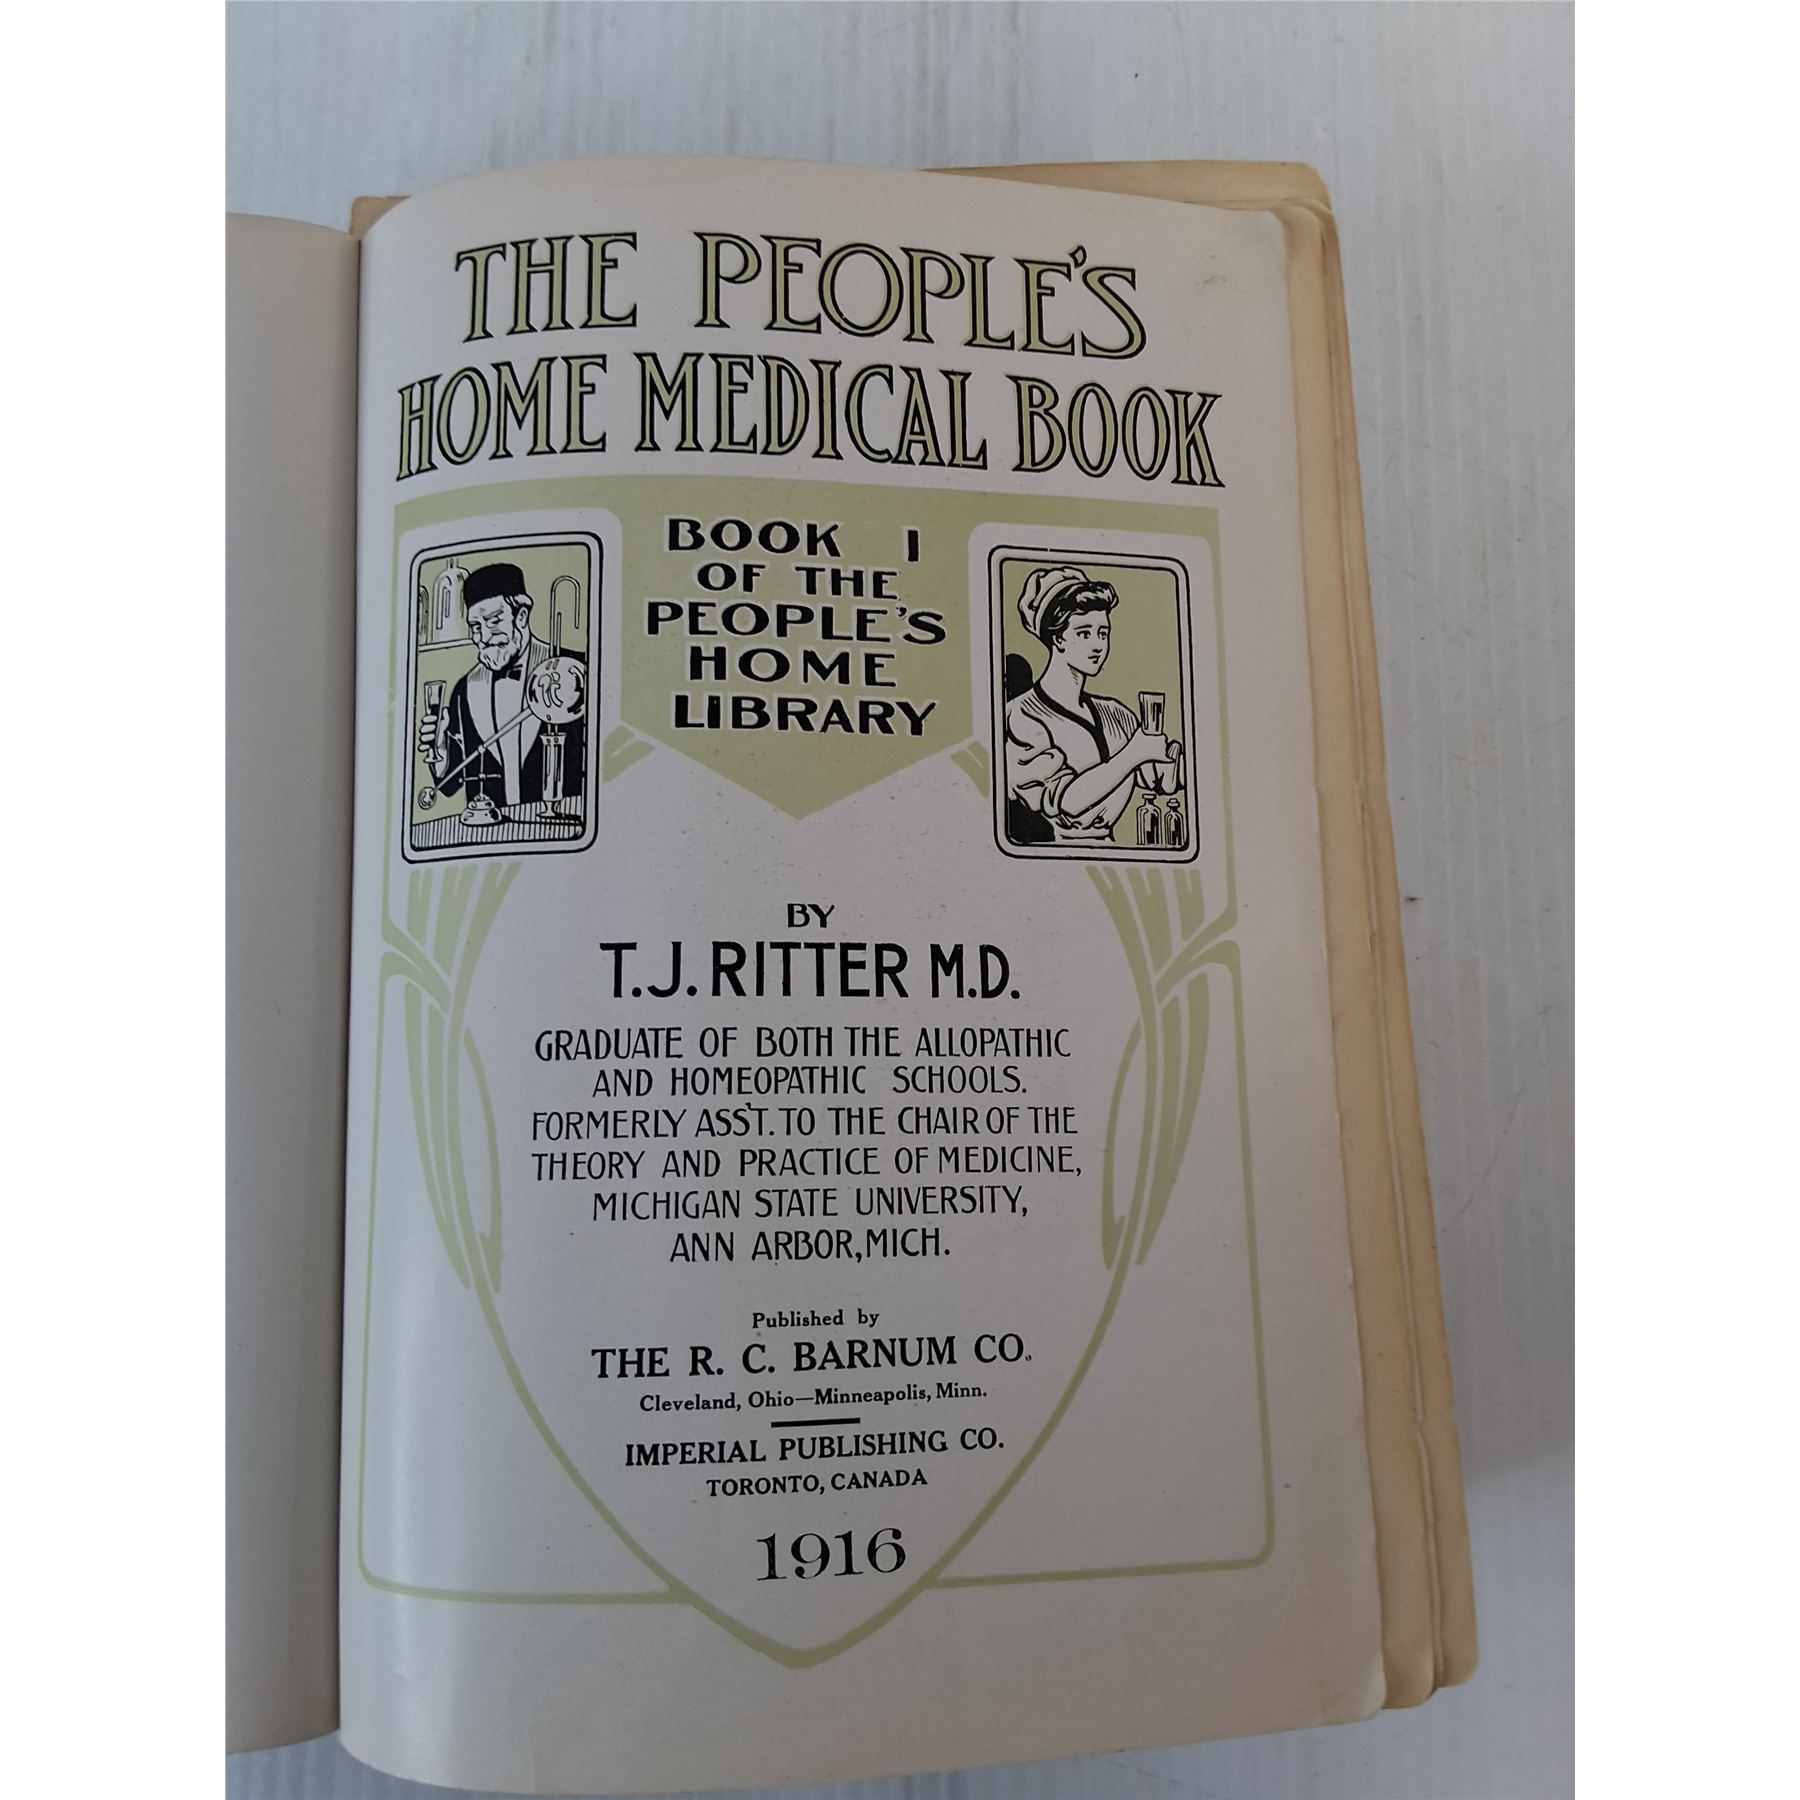 THE PEOPLE'S
HOME MEDICAL BOOK
BOOK I
OF THE
PEOPLE'S
HOME
LIBRARY
BY
T.J. RITTER M.D.
GRADUATE OF BOTH THE ALLOPATHIC
AND HOMEOPATHIC SCHOOLS.
FORMERLY ASS'T. TO THE CHAIR OF THE
THEORY AND PRACTICE OF MEDICINE,
MICHIGAN STATE UNIVERSITY,
ANN ARBOR, MICH.
Published by
THE R. C. BARNUM CO.
Cleveland, Ohio—Minneapolis, Minn.
IMPERIAL PUBLISHING CO.
TORONTO, CANADA
1916